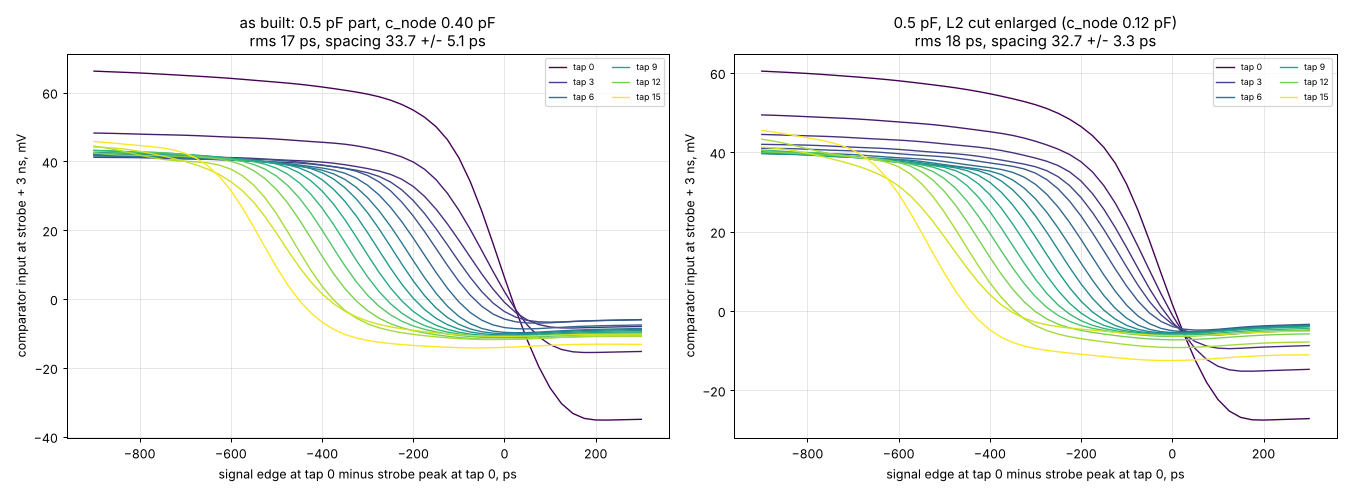 as built: 0.5 pF part, c_node 0.40 pF
rms 17 ps, spacing 33.7 +/- 5.1 ps
comparator input at strobe + 3 ns, mV
60
40
20
0
−20
−40
tap 0
tap 3
tap 6
tap 9
tap 12
tap 15
−800
−600
−400
−200
0
200
signal edge at tap 0 minus strobe peak at tap 0, ps
0.5 pF, L2 cut enlarged (c_node 0.12 pF)
rms 18 ps, spacing 32.7 +/- 3.3 ps
comparator input at strobe + 3 ns, mV
60
40
20
0
−20
tap 0
tap 3
tap 6
tap 9
tap 12
tap 15
−800
−600
−400
−200
0
200
signal edge at tap 0 minus strobe peak at tap 0, ps